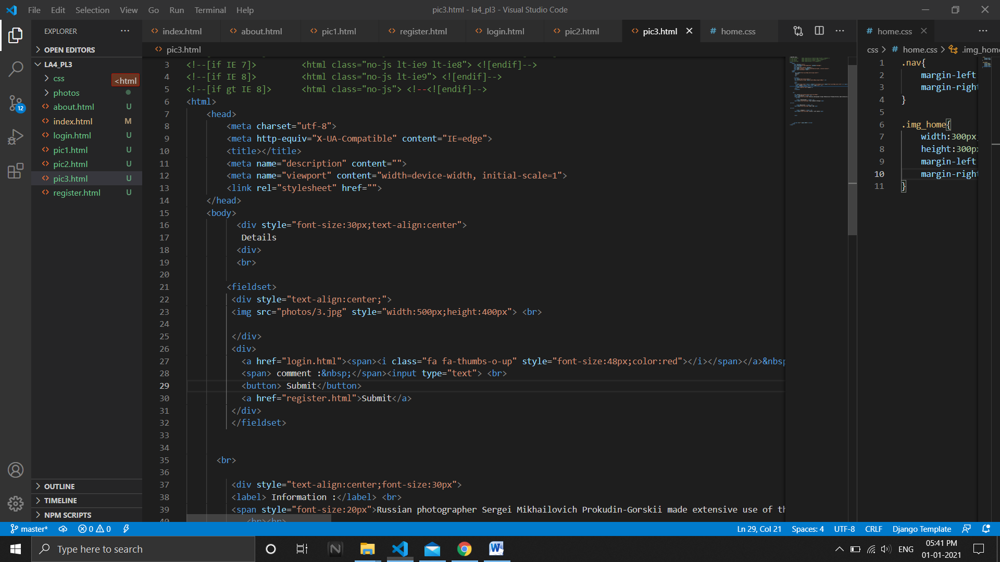 File Edit Selection View Go Run Terminal Help
pic3.html - la4_pl3 - Visual Studio Code
EXPLORER
index.html about.html pic1.html register.html login.html pic2.html pic3.html # home.css
# home.css
OPEN EDITORS
LA4_PL3
css
<html
photos
about.html U
index.html M
login.html U
pic1.html U
pic2.html U
pic3.html U
register.html U
OUTLINE
TIMELINE
NPM SCRIPTS
12
pic3.html
3 <!--[if IE 7]> <html class="no-js lt-ie9 lt-ie8"> <![endif]-->
4 <!--[if IE 8]> <html class="no-js lt-ie9"> <![endif]-->
5 <!--[if gt IE 8]> <html class="no-js"> <!--<![endif]-->
6 <html>
7 <head>
8 <meta charset="utf-8">
9 <meta http-equiv="X-UA-Compatible" content="IE=edge">
10 <title></title>
11 <meta name="description" content="">
12 <meta name="viewport" content="width=device-width, initial-scale=1">
13 <link rel="stylesheet" href="">
14 </head>
15 <body>
16 <div style="font-size:30px;text-align:center">
17 Details
18 <div>
19 <br>
20
21 <fieldset>
22 <div style="text-align:center;">
23 <img src="photos/3.jpg" style="width:500px;height:400px"> <br>
24
25 </div>
26 <div>
27 <a href="login.html"><span><i class="fa fa-thumbs-o-up" style="font-size:48px;color:red"></i></span></a>&nbsp
28 <span> comment :&nbsp;</span><input type="text"> <br>
29 <button> Submit</button>
30 <a href="register.html">Submit</a>
31 </div>
32 </fieldset>
33
34
35 <br>
36
37 <div style="text-align:center;font-size:30px">
38 <label> Information :</label> <br>
39 <span style="font-size:20px">Russian photographer Sergei Mikhailovich Prokudin-Gorskii made extensive use of th
40 <br><br>
css > # home.css > .img_home
1 .nav{
2 margin-left
3 margin-right
4 }
5
6 .img_home{
7 width:300px
8 height:300px
9 margin-left
10 margin-right
11 }
master* 0 0
Ln 29, Col 21 Spaces: 4 UTF-8 CRLF Django Template
Type here to search
ENG
05:41 PM
01-01-2021